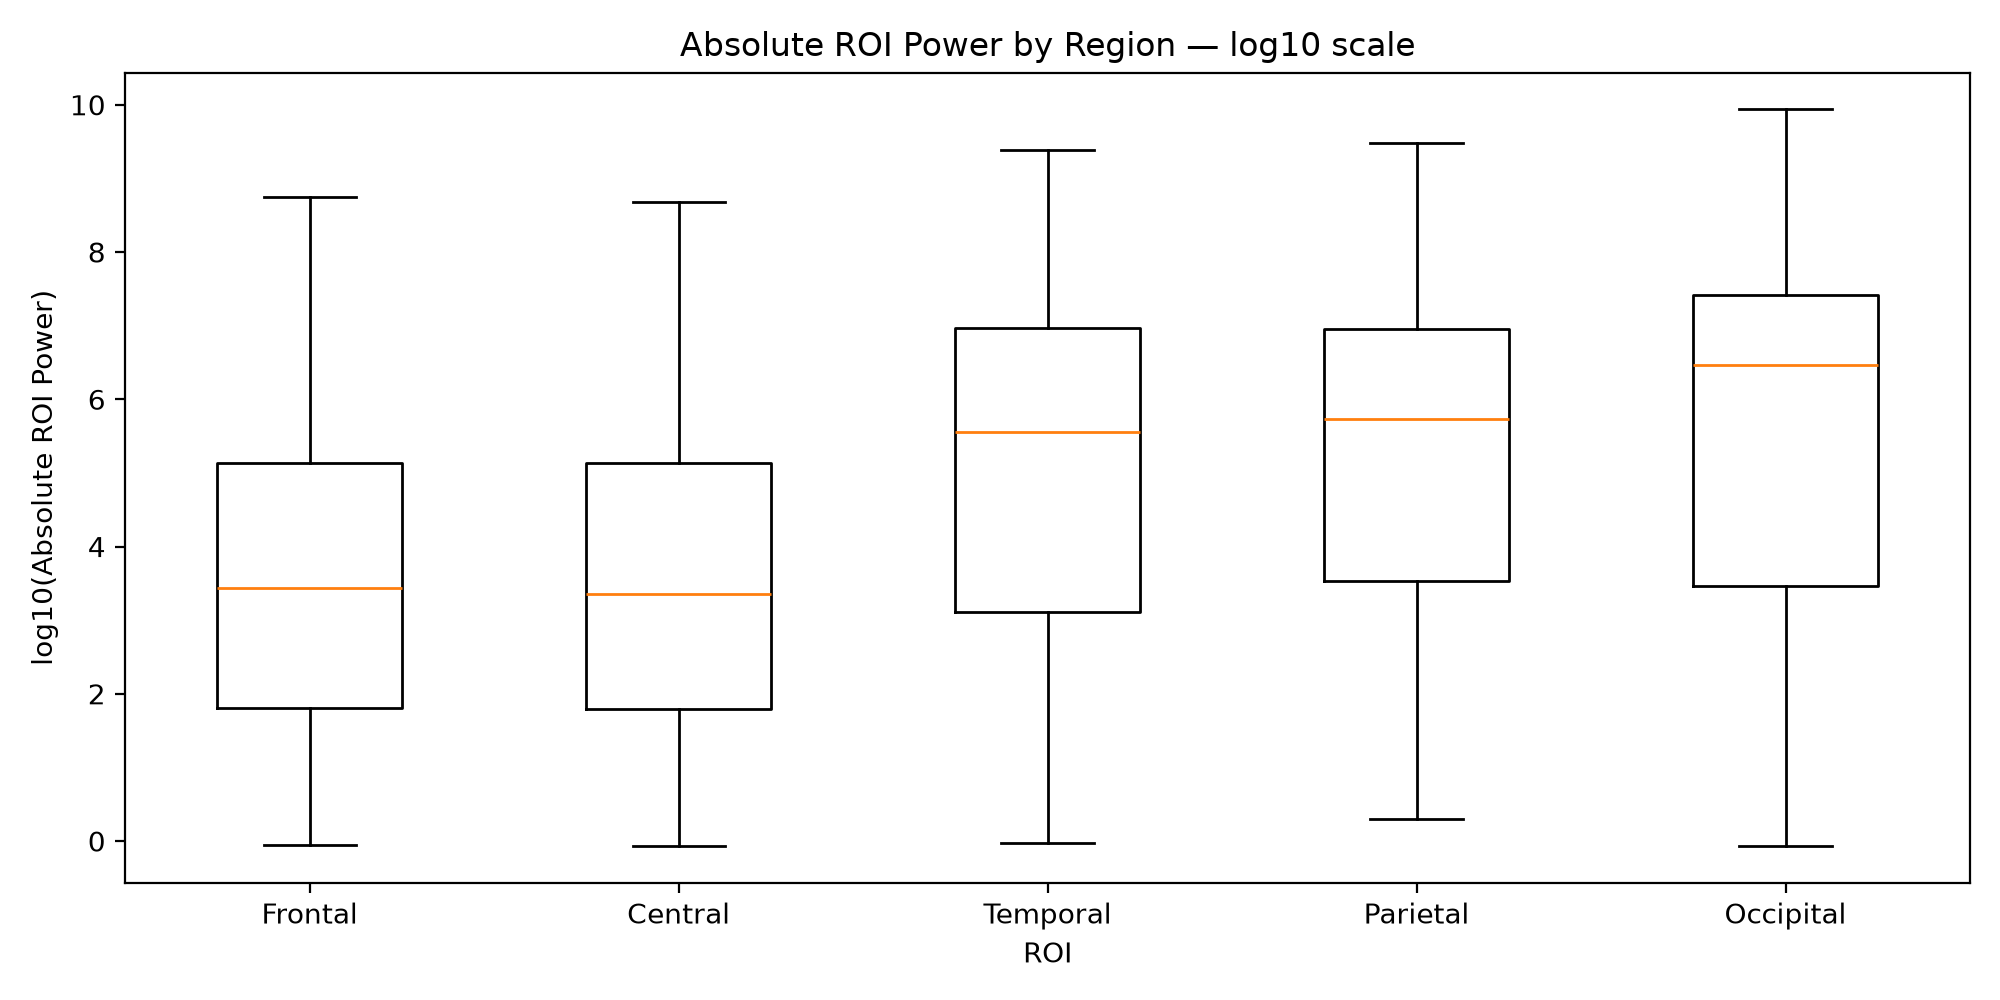 Absolute ROI Power by Region — log10 scale
log10(Absolute ROI Power)
10
8
6
4
2
0
Frontal Central Temporal Parietal Occipital
ROI